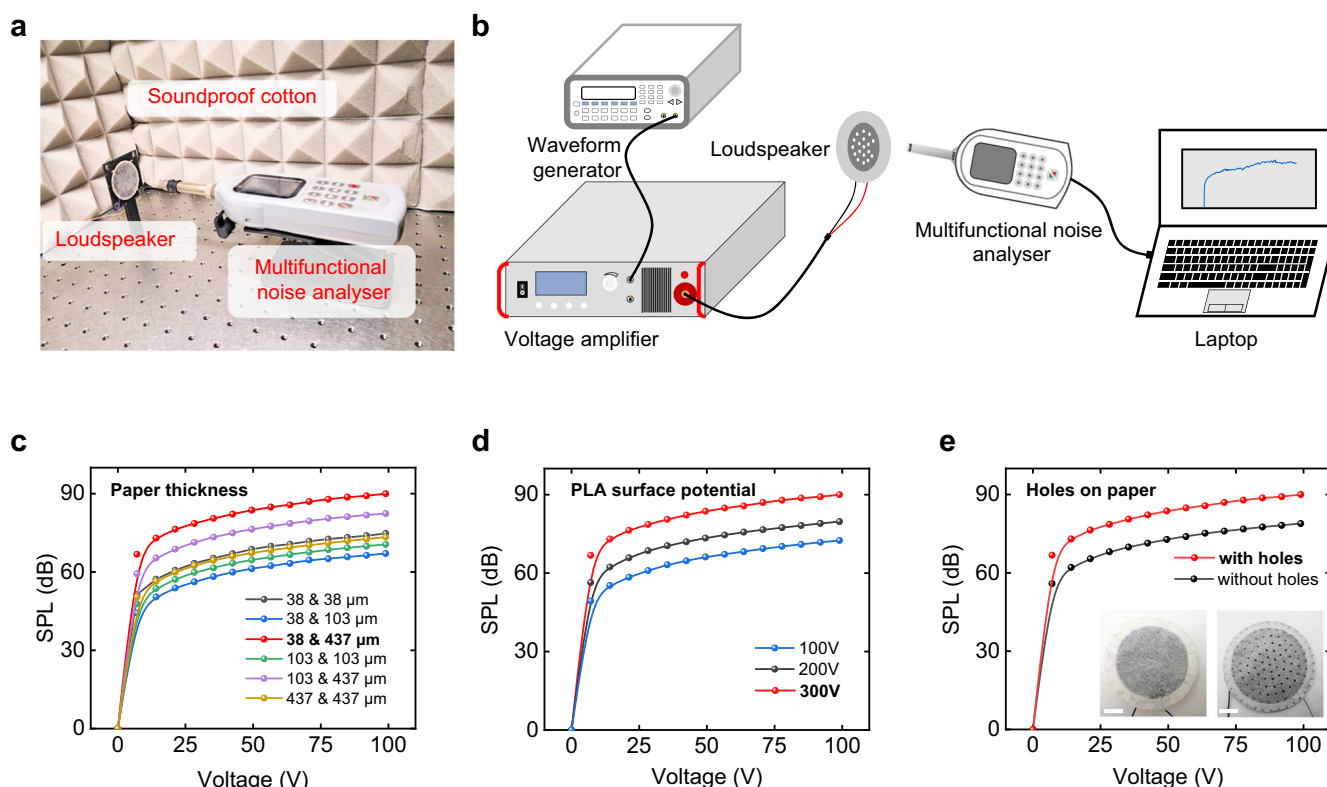 a
Soundproof cotton
Loudspeaker
Multifunctional
noise analyser
b
Waveform
generator
Loudspeaker
Multifunctional noise
analyser
Voltage amplifier
Laptop
c
Paper thickness
SPL (dB)
90
60
30
0
38 & 38 µm
38 & 103 µm
38 & 437 µm
103 & 103 µm
103 & 437 µm
437 & 437 µm
0 25 50 75 100
Voltage (V)
d
PLA surface potential
SPL (dB)
90
60
30
0
100V
200V
300V
0 25 50 75 100
Voltage (V)
e
Holes on paper
SPL (dB)
90
60
30
0
with holes
without holes
0 25 50 75 100
Voltage (V)